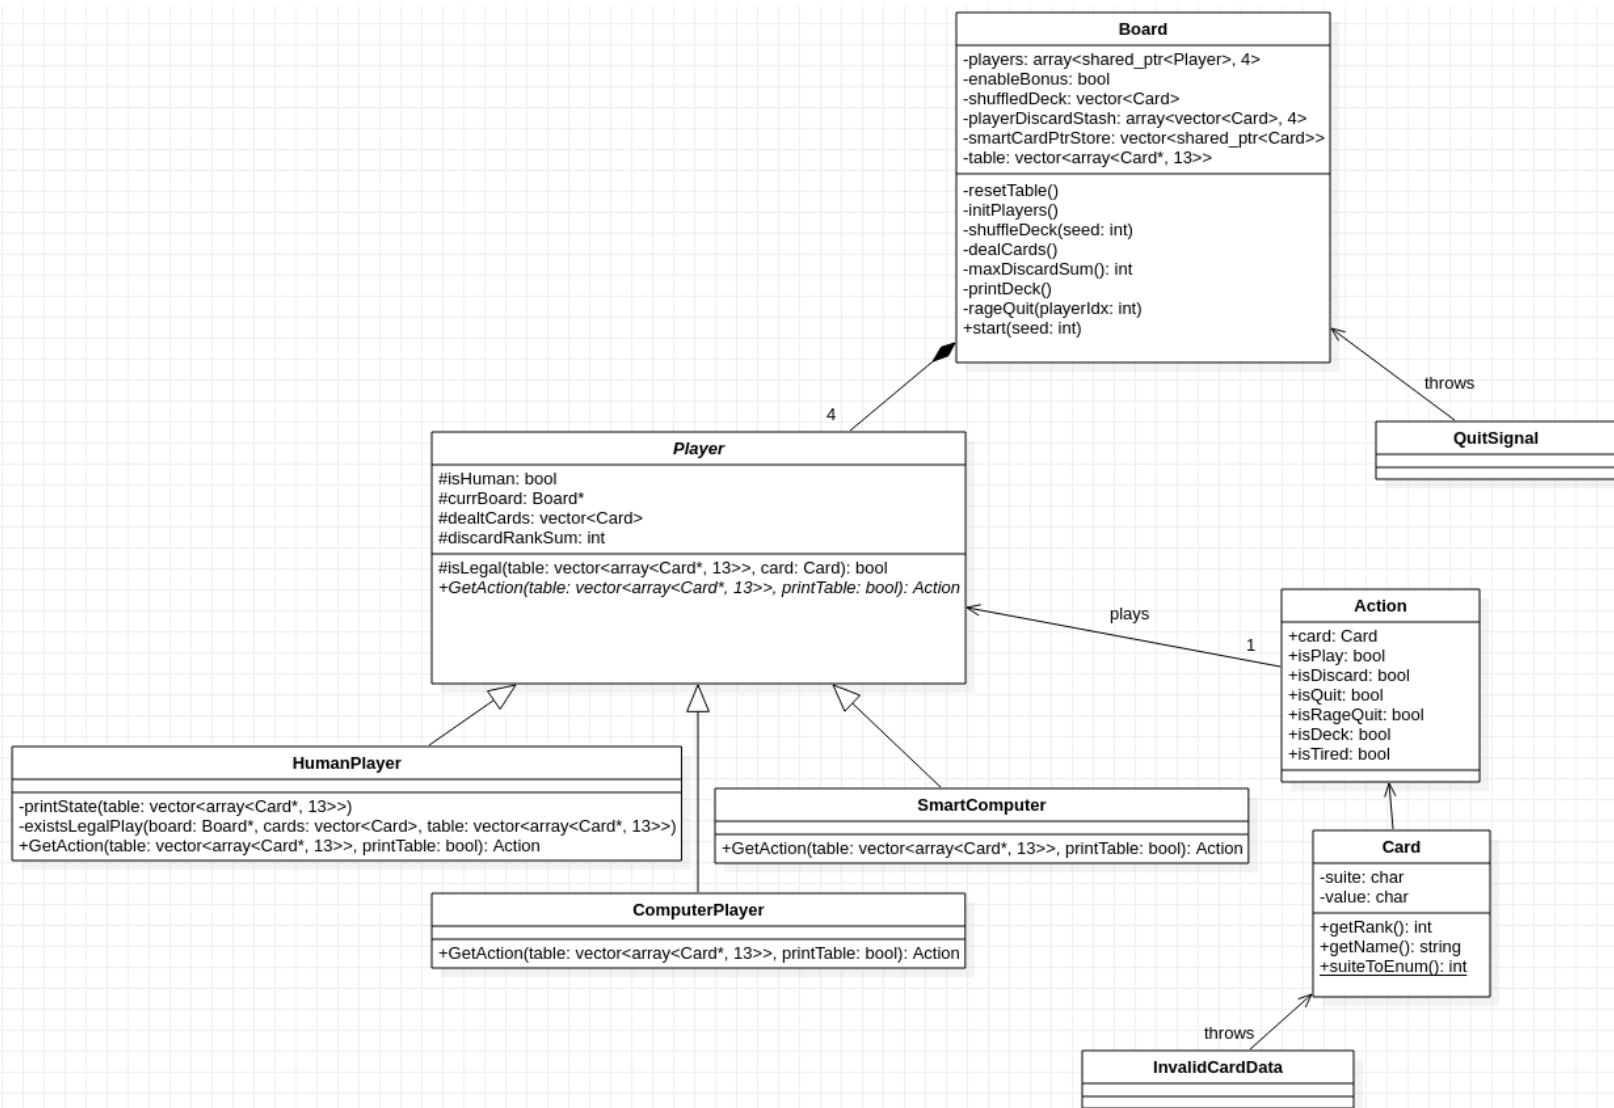 Board
-players: array<shared_ptr<Player>, 4>
-enableBonus: bool
-shuffledDeck: vector<Card>
-playerDiscardStash: array<vector<Card>, 4>
-smartCardPtrStore: vector<shared_ptr<Card>>
-table: vector<array<Card*, 13>>
-resetTable()
-initPlayers()
-shuffleDeck(seed: int)
-dealCards()
-maxDiscardSum(): int
-printDeck()
-rageQuit(playerIdx: int)
+start(seed: int)
throws
4
QuitSignal
Player
#isHuman: bool
#currBoard: Board*
#dealtCards: vector<Card>
#discardRankSum: int
#isLegal(table: vector<array<Card*, 13>>, card: Card): bool
+GetAction(table: vector<array<Card*, 13>>, printTable: bool): Action
plays
1
Action
+card: Card
+isPlay: bool
+isDiscard: bool
+isQuit: bool
+isRageQuit: bool
+isDeck: bool
+isTired: bool
HumanPlayer
-printState(table: vector<array<Card*, 13>>)
-existsLegalPlay(board: Board*, cards: vector<Card>, table: vector<array<Card*, 13>>)
+GetAction(table: vector<array<Card*, 13>>, printTable: bool): Action
SmartComputer
+GetAction(table: vector<array<Card*, 13>>, printTable: bool): Action
ComputerPlayer
+GetAction(table: vector<array<Card*, 13>>, printTable: bool): Action
Card
-suite: char
-value: char
+getRank(): int
+getName(): string
+suiteToEnum(): int
throws
InvalidCardData